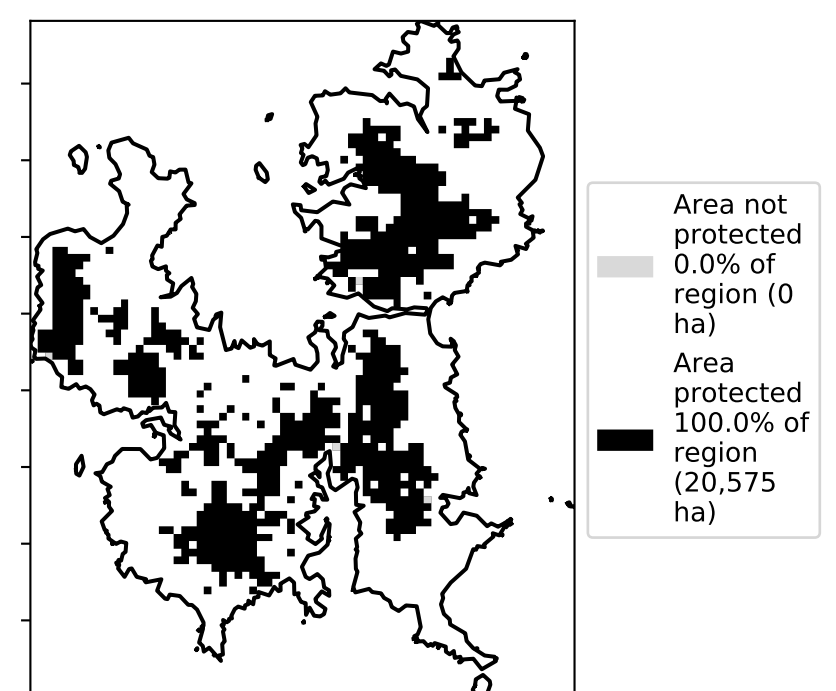 Area not
protected
0.0% of
region (0
ha)
Area
protected
100.0% of
region
(20,575
ha)